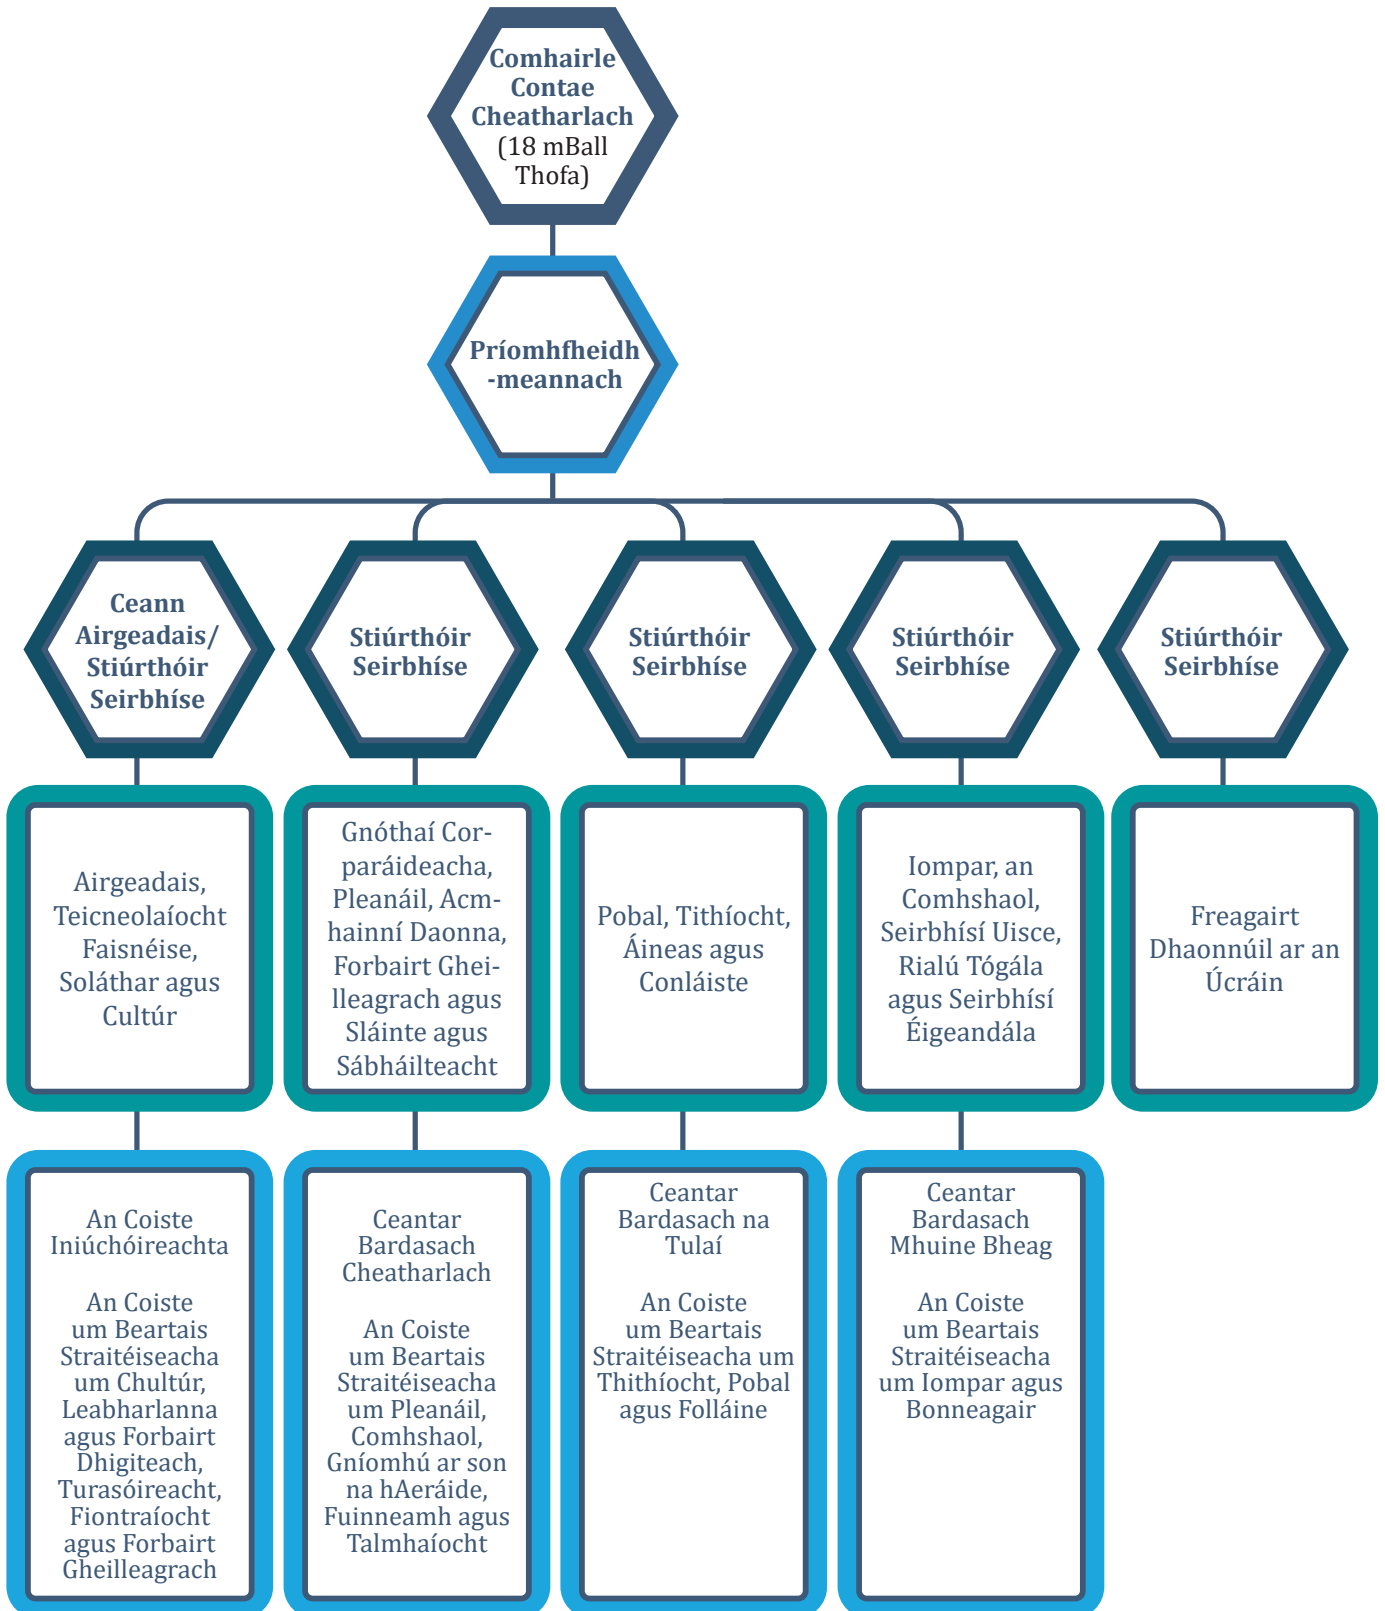 Comhairle
Contae
Cheatharlach
(18 mBall
Thofa)
Príomhfheidh
-meannach
Ceann
Airgeadais/
Stiúrthóir
Seirbhíse
Stiúrthóir
Seirbhíse
Stiúrthóir
Seirbhíse
Stiúrthóir
Seirbhíse
Stiúrthóir
Seirbhíse
Airgeadais,
Teicneolaíocht
Faisnéise,
Soláthar agus
Cultúr
Gnóthaí Cor-
paráideacha,
Pleanáil, Acm-
hainní Daonna,
Forbairt Ghei-
lleagrach agus
Sláinte agus
Sábháilteacht
Pobal, Tithíocht,
Áineas agus
Conláiste
Iompar, an
Comhshaol,
Seirbhísí Uisce,
Rialú Tógála
agus Seirbhísí
Éigeandála
Freagairt
Dhaonnúil ar an
Úcráin
An Coiste
Iniúchóireachta
An Coiste
um Beartais
Straitéiseacha
um Chultúr,
Leabharlanna
agus Forbairt
Dhigiteach,
Turasóireacht,
Fiontraíocht
agus Forbairt
Gheilleagrach
Ceantar
Bardasach
Cheatharlach
An Coiste
um Beartais
Straitéiseacha
um Pleanáil,
Comhshaol,
Gníomhú ar son
na hAeráide,
Fuinneamh agus
Talmhaíocht
Ceantar
Bardasach na
Tulaí
An Coiste
um Beartais
Straitéiseacha um
Thithíocht, Pobal
agus Folláine
Ceantar
Bardasach
Mhuine Bheag
An Coiste
um Beartais
Straitéiseacha
um Iompar agus
Bonneagair